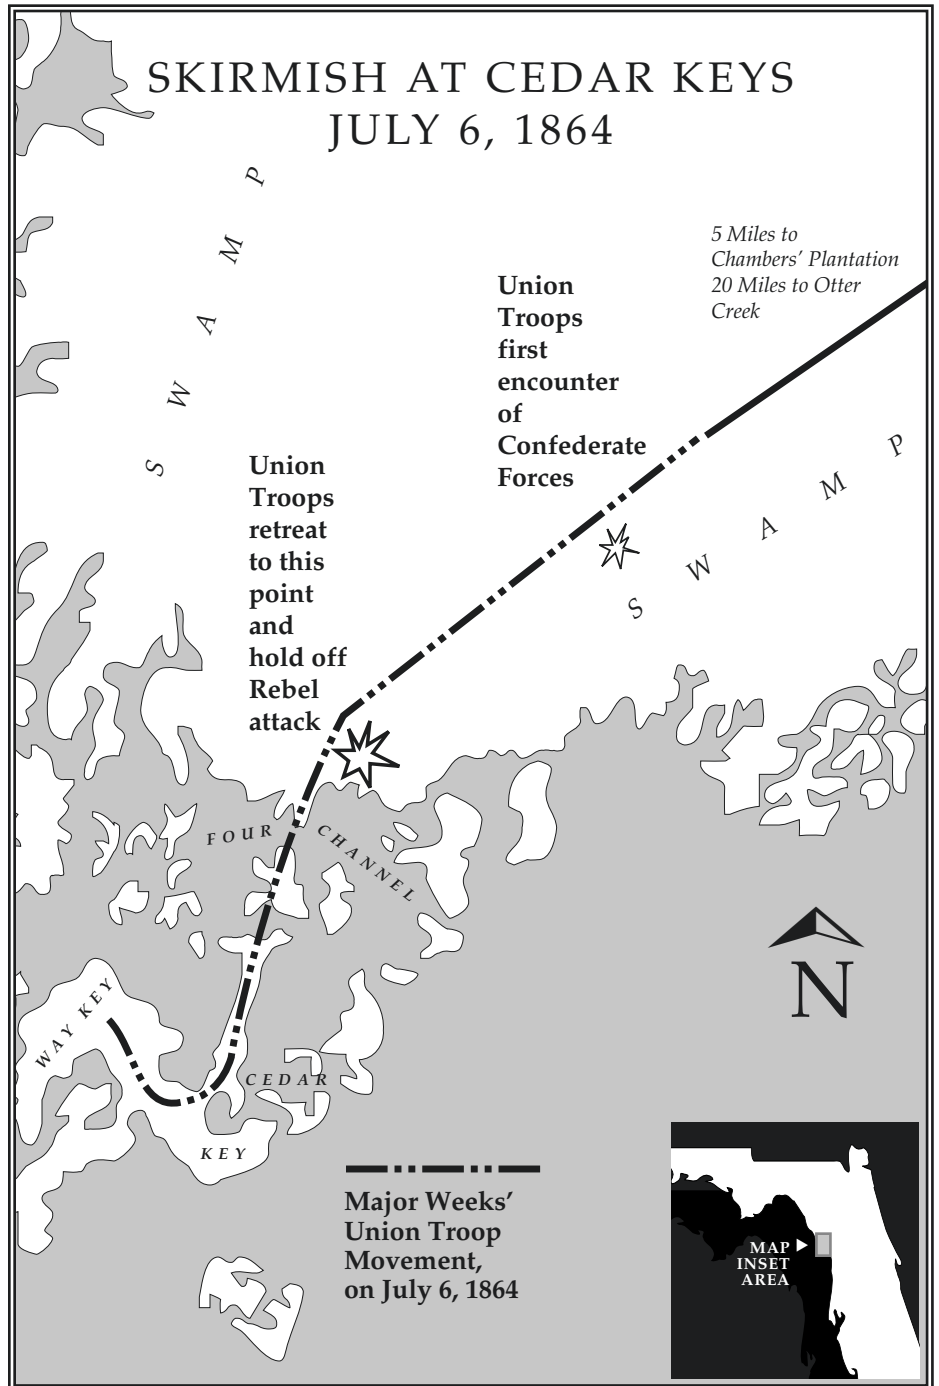 SKIRMISH AT CEDAR KEYS
JULY 6, 1864
SWAMP
5 Miles to
Chambers' Plantation
20 Miles to Otter
Creek
Union
Troops
first
encounter
of
Confederate
Forces
SWAMP
Union
Troops
retreat
to this
point
and
hold off
Rebel
attack
FOUR CHANNEL
N
WAY KEY
CEDAR
KEY
Major Weeks'
Union Troop
Movement,
on July 6, 1864
MAP
INSET
AREA